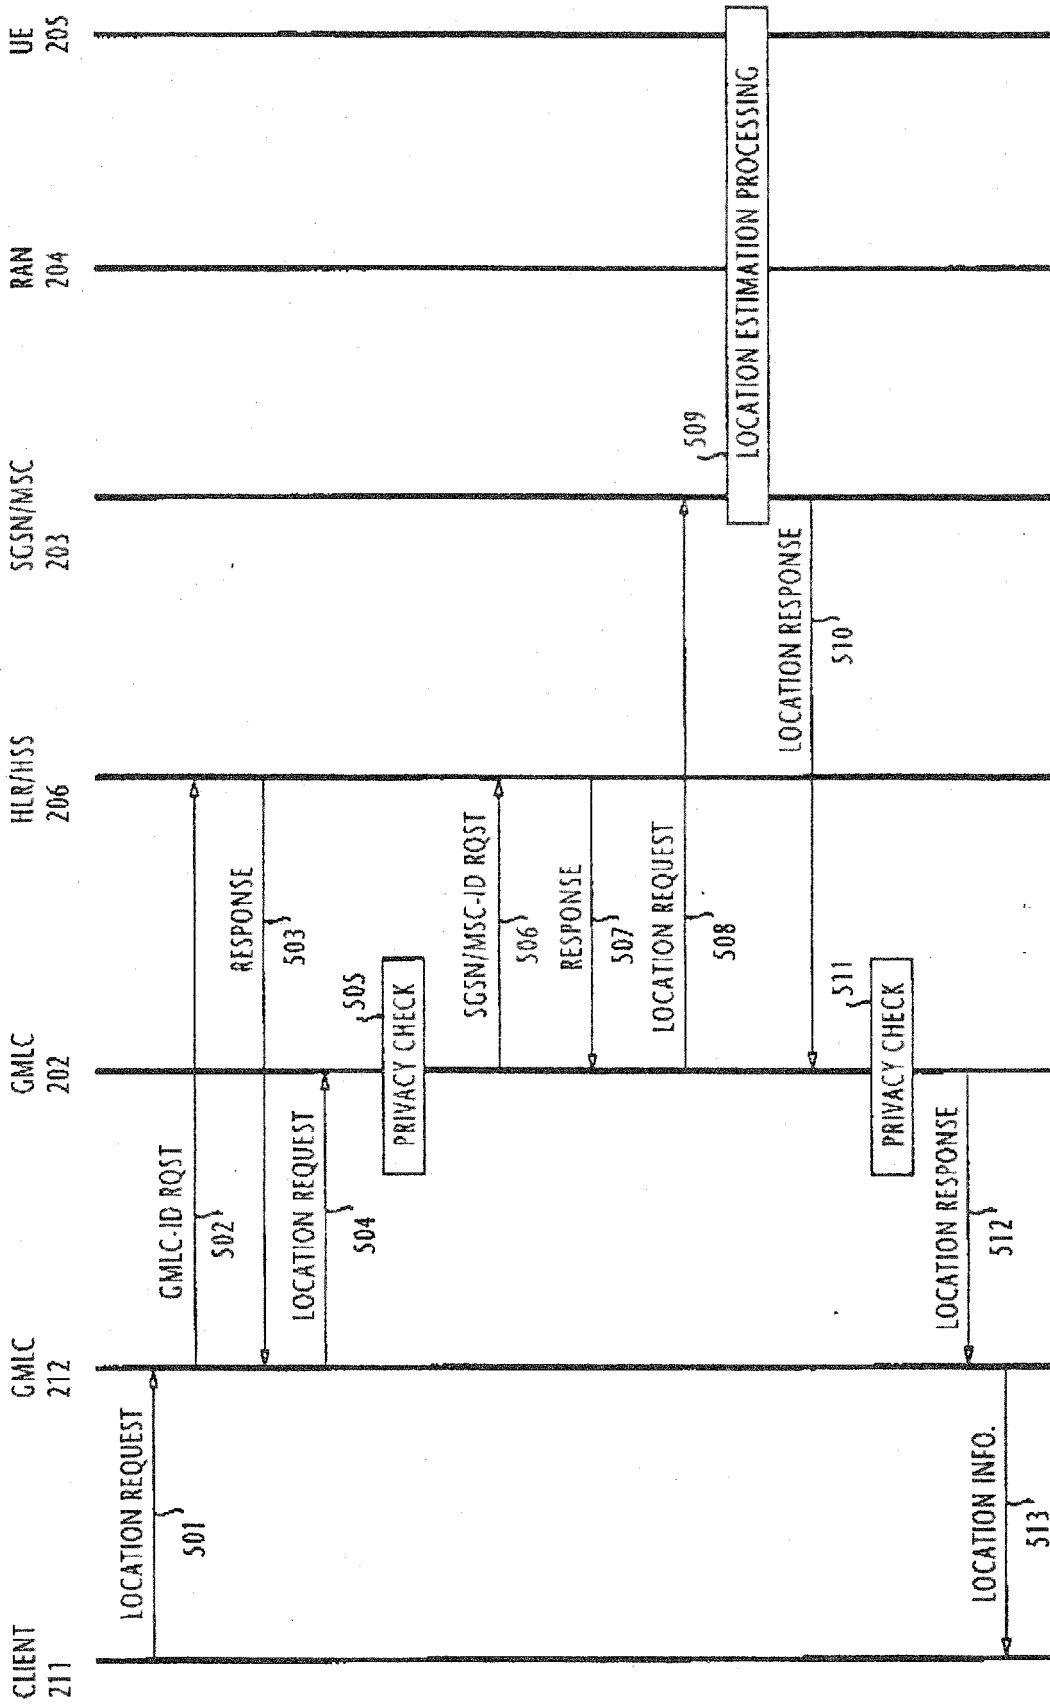 CLIENT
211
GMLC
212
GMLC
202
HLR/HSS
206
SGSN/MSC
203
RAN
204
UE
205
LOCATION REQUEST
501
GMLC-ID RQST
502
RESPONSE
503
LOCATION REQUEST
504
505
PRIVACY CHECK
SGSN/MSC-ID RQST
506
RESPONSE
507
LOCATION REQUEST
508
509
LOCATION ESTIMATION PROCESSING
LOCATION RESPONSE
510
511
PRIVACY CHECK
LOCATION RESPONSE
512
LOCATION INFO.
513